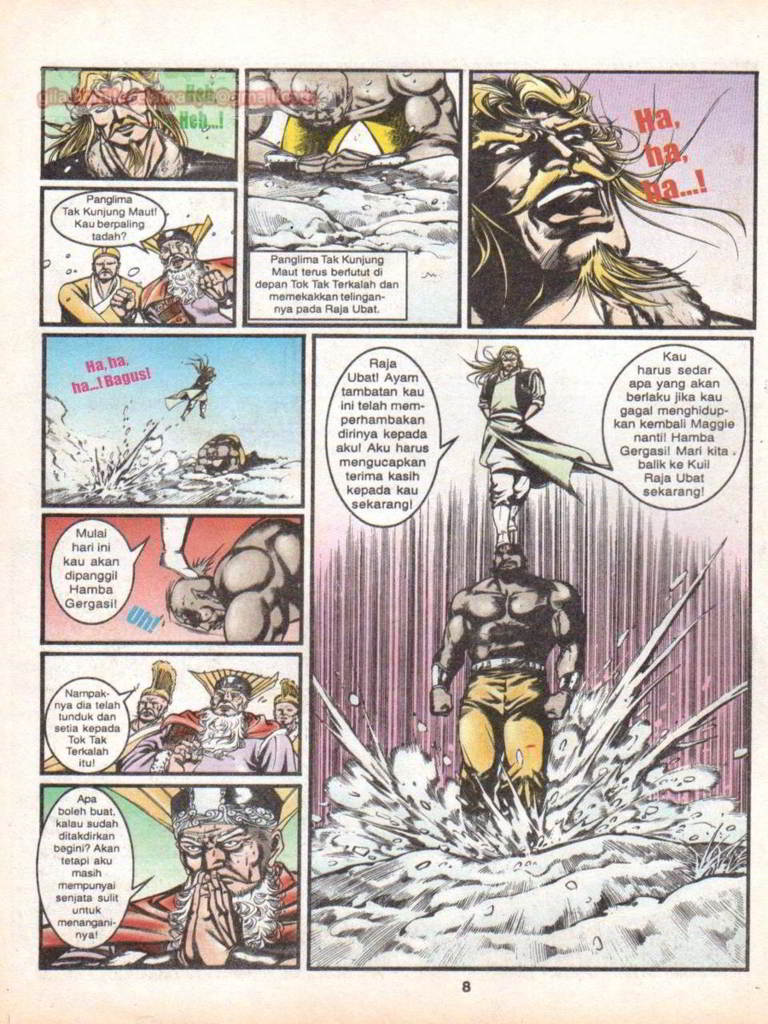 Heh
Heh...!
Panglima
Tak Kunjung Maut!
Kau berpaling
tadah?
Panglima Tak Kunjung
Maut terus berlutut di
depan Tok Tak Terkalah dan
memekakkan telingan-
nya pada Raja Ubat.
Ha,
ha,
ha...!
Ha, ha,
ha...! Bagus!
Mulai
hari ini
kau akan
dipanggil
Hamba
Gergasi!
Uh!
Nampak-
nya dia telah
tunduk dan
setia kepada
Tok Tak
Terkalah
itu!
Apa
boleh buat,
kalau sudah
ditakdirkan
begini? Akan
tetapi aku
masih
mempunyai
senjata sulit
untuk
menangani-
nya!
Raja
Ubat! Ayam
tambatan kau
ini telah mem-
perhambakan
dirinya kepada
aku! Aku harus
mengucapkan
terima kasih
kepada kau
sekarang!
Kau
harus sedar
apa yang akan
berlaku jika kau
gagal menghidup-
kan kembali Maggie
nanti! Hamba
Gergasi! Mari kita
balik ke Kuil
Raja Ubat
sekarang!
8